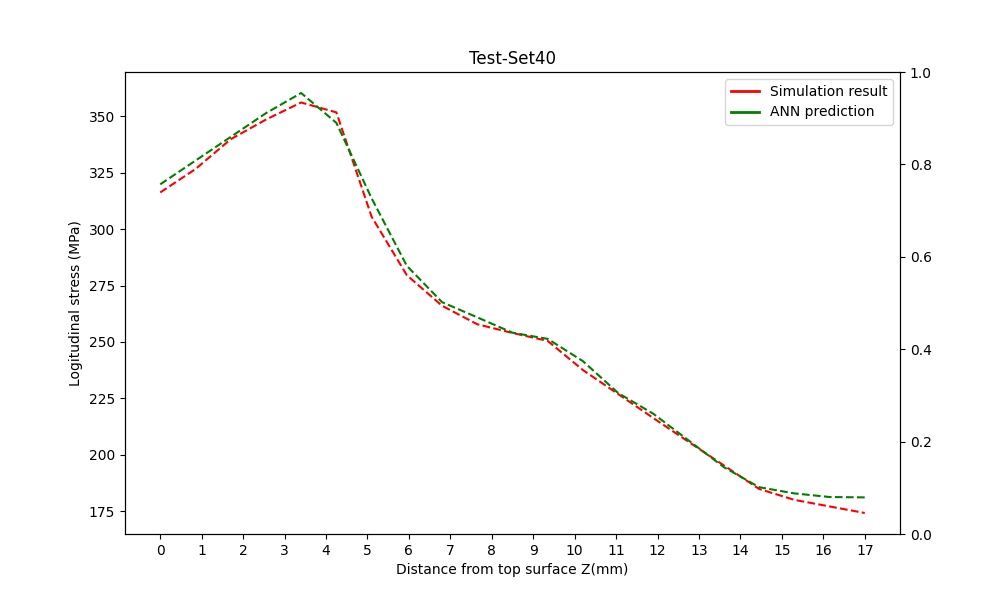 Test-Set40
Simulation result
ANN prediction
350
325
300
275
250
225
200
175
Logitudinal stress (MPa)
1.0
0.8
0.6
0.4
0.2
0.0
0 1 2 3 4 5 6 7 8 9 10 11 12 13 14 15 16 17
Distance from top surface Z(mm)